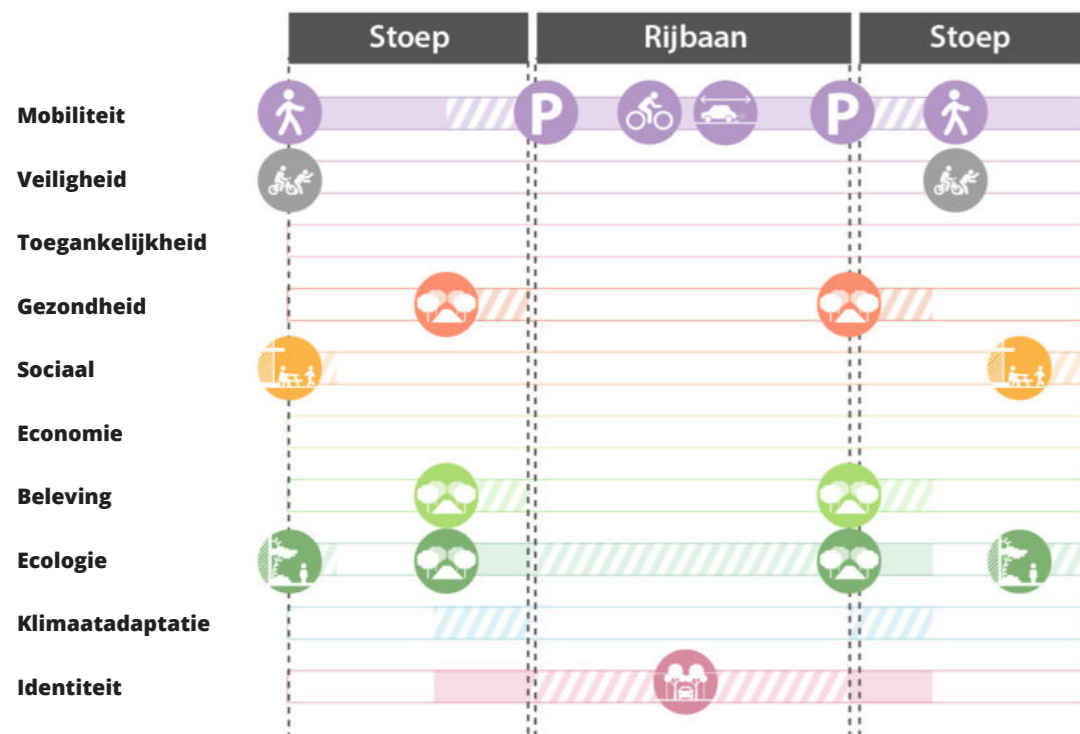 Stoep Rijbaan Stoep
Mobiliteit P P
Veiligheid
Toegankelijkheid
Gezondheid
Sociaal
Economie
Beleving
Ecologie
Klimaatadaptatie
Identiteit